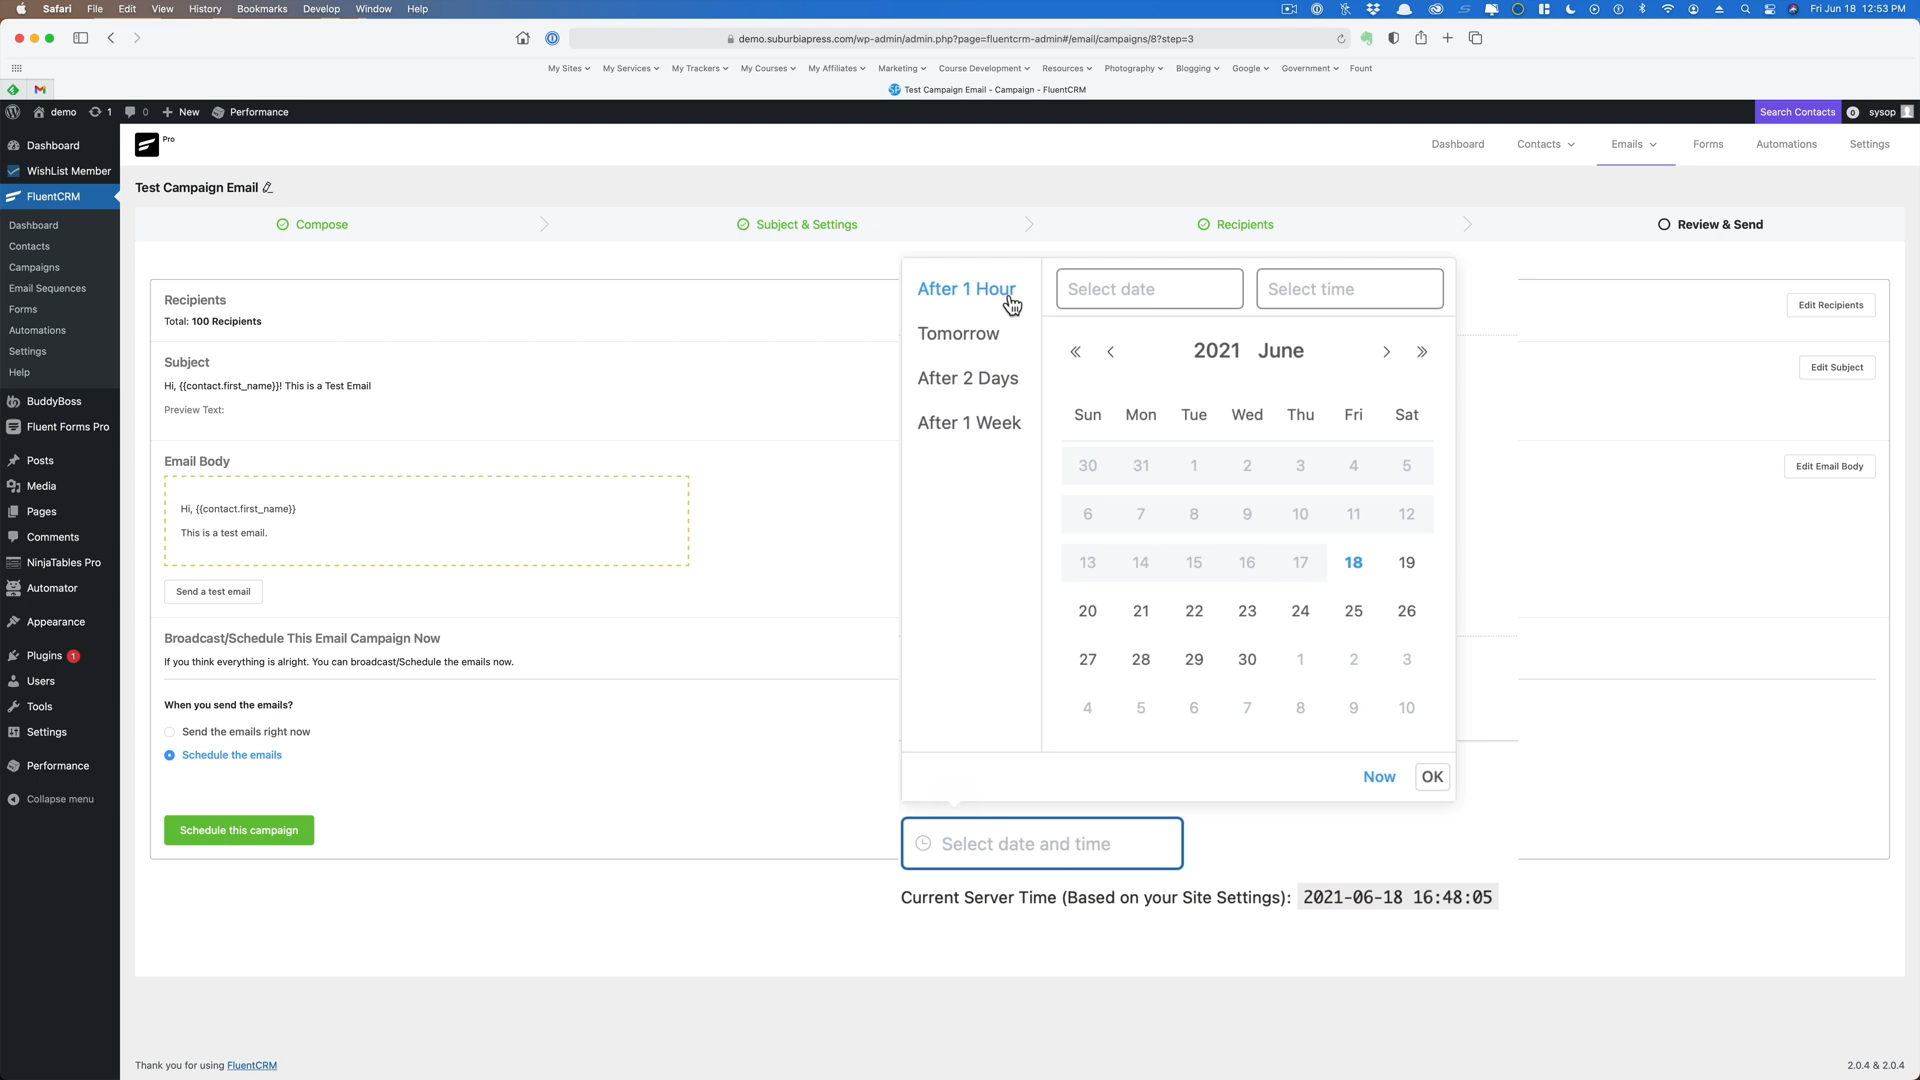 Safari File Edit View History Bookmarks Develop Window Help Fri Jun 18 12:53 PM
demo.suburbiapress.com/wp-admin/admin.php?page=fluentcrm-admin#/email/campaigns/8?step=3
My Sites My Services My Trackers My Courses My Affiliates Marketing Course Development Resources Photography Blogging Google Government Fount
Test Campaign Email - Campaign - FluentCRM
demo 1 0 New Performance Search Contacts 0 sysop
Pro Dashboard Contacts Emails Forms Automations Settings
Dashboard
WishList Member
FluentCRM
Dashboard
Contacts
Campaigns
Email Sequences
Forms
Automations
Settings
Help
BuddyBoss
Fluent Forms Pro
Posts
Media
Pages
Comments
NinjaTables Pro
Automator
Appearance
Plugins 1
Users
Tools
Settings
Performance
Collapse menu
Test Campaign Email
Compose Subject & Settings Recipients Review & Send
Recipients
Total: 100 Recipients
Edit Recipients
Subject
Hi, {{contact.first_name}}! This is a Test Email
Preview Text:
Edit Subject
Email Body
Edit Email Body
Hi, {{contact.first_name}}
This is a test email.
Send a test email
Broadcast/Schedule This Email Campaign Now
If you think everything is alright. You can broadcast/Schedule the emails now.
When you send the emails?
Send the emails right now
Schedule the emails
Schedule this campaign
After 1 Hour
Tomorrow
After 2 Days
After 1 Week
Select date Select time
2021 June
Sun Mon Tue Wed Thu Fri Sat
30 31 1 2 3 4 5
6 7 8 9 10 11 12
13 14 15 16 17 18 19
20 21 22 23 24 25 26
27 28 29 30 1 2 3
4 5 6 7 8 9 10
Now OK
Select date and time
Current Server Time (Based on your Site Settings): 2021-06-18 16:48:05
Thank you for using FluentCRM
2.0.4 & 2.0.4